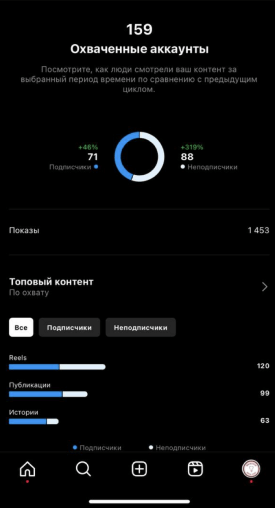 159
Охваченные аккаунты
Посмотрите, как люди смотрели ваш контент за
выбранный период времени по сравнению с предыдущим
циклом.
+46%
71
Подписчики
+319%
88
Неподписчики
Показы 1 453
Топовый контент
По охвату
Все Подписчики Неподписчики
Reels
120
Публикации
99
Истории
63
Подписчики Неподписчики